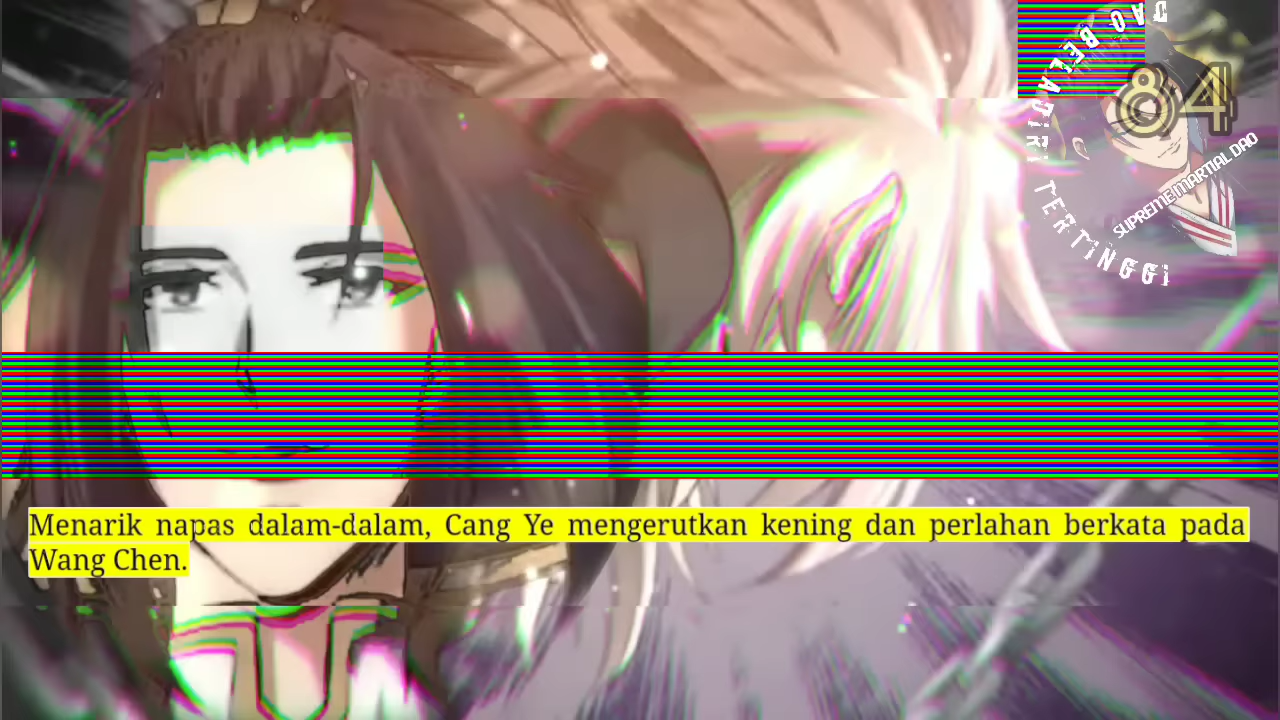 DAO BELADIRI TERTINGGI
84
SUPREME MARTIAL DAO
Menarik napas dalam-dalam, Cang Ye mengerutkan kening dan perlahan berkata pada
Wang Chen.